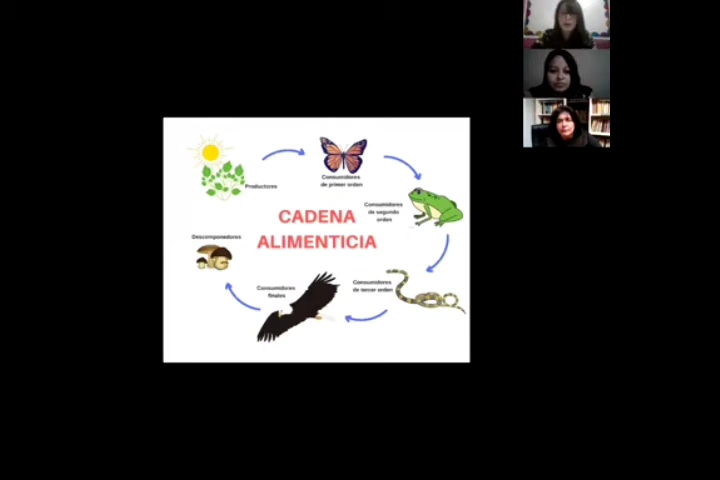 Productores
Consumidores
de primer orden
Consumidores
de segundo
orden
CADENA
ALIMENTICIA
Descomponedores
Consumidores
de tercer orden
Consumidores
finales